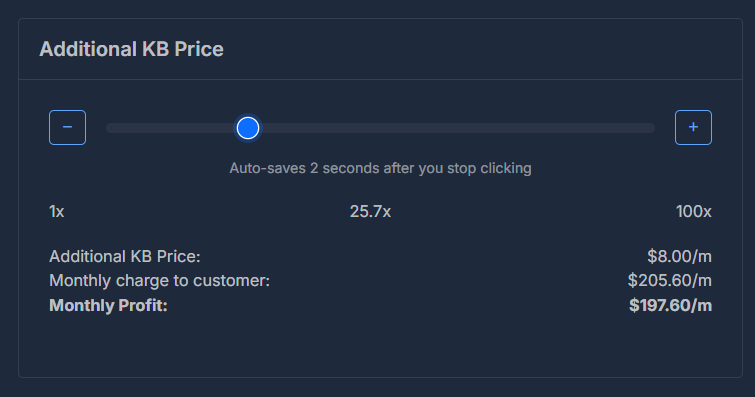 Additional KB Price
− +
Auto-saves 2 seconds after you stop clicking
1x 25.7x 100x
Additional KB Price: $8.00/m
Monthly charge to customer: $205.60/m
Monthly Profit: $197.60/m